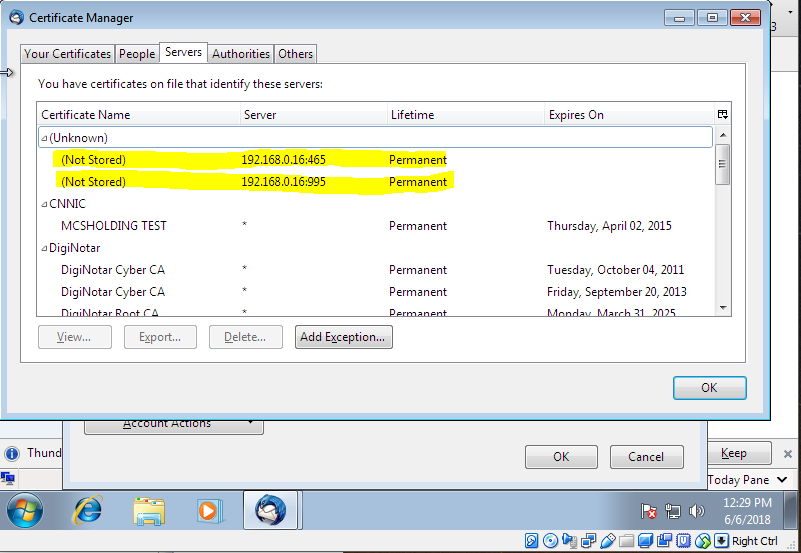 Certificate Manager
3
Your Certificates People Servers Authorities Others
You have certificates on file that identify these servers:
Certificate Name Server Lifetime Expires On
(Unknown)
(Not Stored) 192.168.0.16:465 Permanent
(Not Stored) 192.168.0.16:995 Permanent
CNNIC
MCSHOLDING TEST * Permanent Thursday, April 02, 2015
DigiNotar
DigiNotar Cyber CA * Permanent Tuesday, October 04, 2011
DigiNotar Cyber CA * Permanent Friday, September 20, 2013
DigiNotar Root CA * Permanent Monday, March 31, 2025
View... Export... Delete... Add Exception...
OK
Account Actions
Thund OK Cancel Keep
Today Pane
12:29 PM
6/6/2018
Right Ctrl